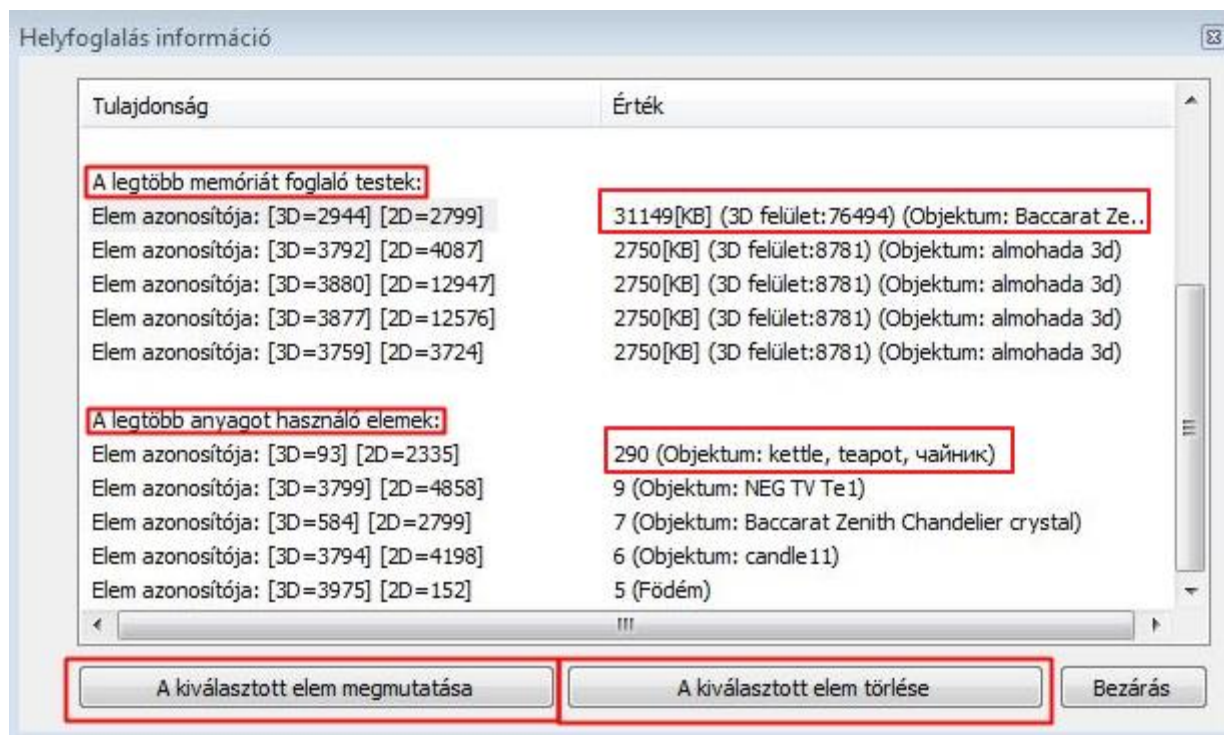 Helyfoglalás információ
Tulajdonság Érték
A legtöbb memóriát foglaló testek:
Elem azonosítója: [3D=2944] [2D=2799] 31149[KB] (3D felület:76494) (Objektum: Baccarat Ze..
Elem azonosítója: [3D=3792] [2D=4087] 2750[KB] (3D felület:8781) (Objektum: almohada 3d)
Elem azonosítója: [3D=3880] [2D=12947] 2750[KB] (3D felület:8781) (Objektum: almohada 3d)
Elem azonosítója: [3D=3877] [2D=12576] 2750[KB] (3D felület:8781) (Objektum: almohada 3d)
Elem azonosítója: [3D=3759] [2D=3724] 2750[KB] (3D felület:8781) (Objektum: almohada 3d)
A legtöbb anyagot használó elemek:
Elem azonosítója: [3D=93] [2D=2335] 290 (Objektum: kettle, teapot, чайник)
Elem azonosítója: [3D=3799] [2D=4858] 9 (Objektum: NEG TV Te1)
Elem azonosítója: [3D=584] [2D=2799] 7 (Objektum: Baccarat Zenith Chandelier crystal)
Elem azonosítója: [3D=3794] [2D=4198] 6 (Objektum: candle11)
Elem azonosítója: [3D=3975] [2D=152] 5 (Födém)
A kiválasztott elem megmutatása A kiválasztott elem törlése Bezárás